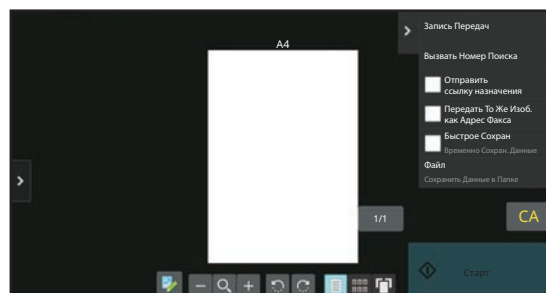 A4
1/1
Запись Передач
Вызвать Номер Поиска
Отправить
ссылку назначения
Передать То Же Изоб.
как Адрес Факса
Быстрое Сохран
Временно Сохран. Данные
Файл
Сохранить Данные в Папке
CA
Старт